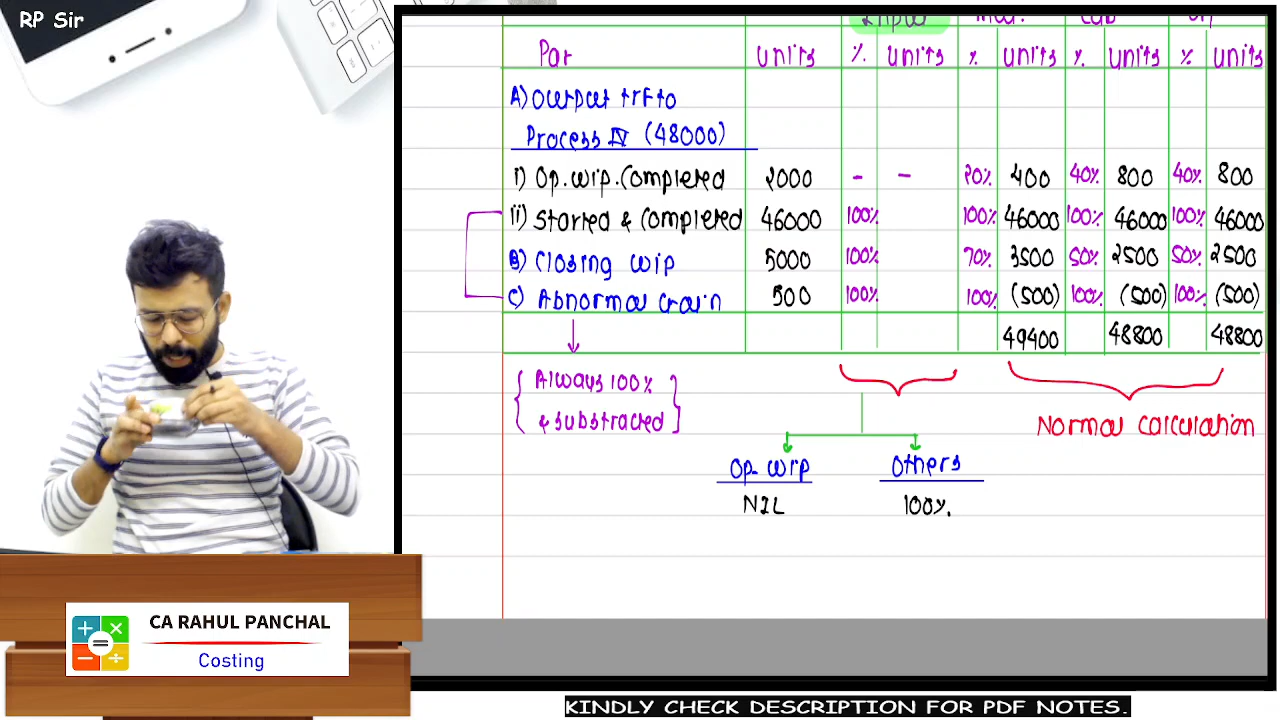 RP Sir
Input Mat. Lab OH
Par units % units % units % units % units
A) Output trf to
Process IV (48000)
i) Op. wip. Completed 2000 - - 20% 400 40% 800 40% 800
ii) Started & Completed 46000 100% 100% 46000 100% 46000 100% 46000
B) Closing wip 5000 100% 70% 3500 50% 2500 50% 2500
C) Abnormal Gain 500 100% 100% (500) 100% (500) 100% (500)
49400 48800 48800
{ Always 100% }
& substracted
Normal calculation
Op. wip Others
NIL 100%.
CA RAHUL PANCHAL
Costing
KINDLY CHECK DESCRIPTION FOR PDF NOTES.